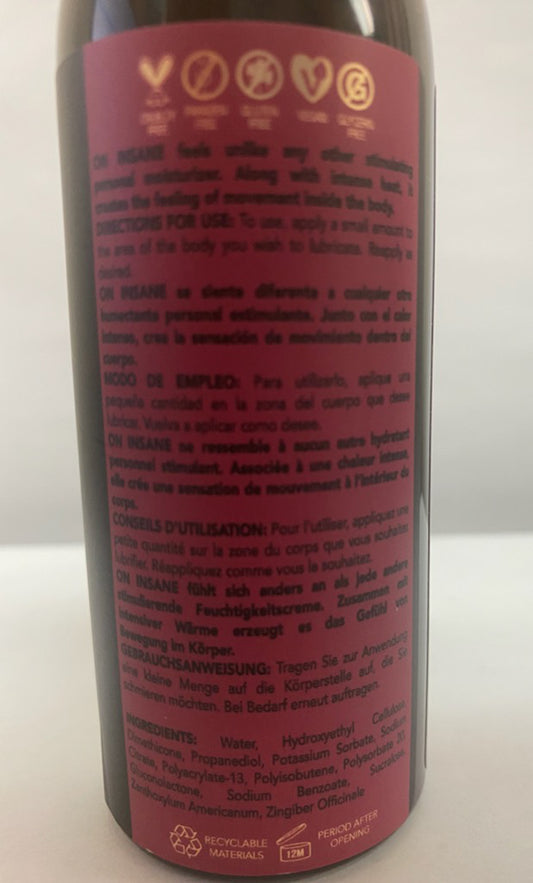 CRUELTY PARABEN GLUTEN VEGAN GLYCERIN
FREE FREE FREE FREE
ON INSANE feels unlike any other stimulating
personal moisturizer. Along with intense heat, it
creates the feeling of movement inside the body.
DIRECTIONS FOR USE: To use, apply a small amount to
the area of the body you wish to lubricate. Reapply as
desired.
ON INSANE se siente diferente a cualquier otro
humectante personal estimulante. Junto con el calor
intenso, crea la sensación de movimiento dentro del
cuerpo.
MODO DE EMPLEO: Para utilizarlo, aplique una
pequeña cantidad en la zona del cuerpo que desee
lubricar. Vuelva a aplicar como desee.
ON INSANE ne ressemble à aucun autre hydratant
personnel stimulant. Associée à une chaleur intense,
elle crée une sensation de mouvement à l'intérieur du
corps.
CONSEILS D'UTILISATION: Pour l'utiliser, appliquez une
petite quantité sur la zone du corps que vous souhaitez
lubrifier. Réappliquez comme vous le souhaitez.
ON INSANE fühlt sich anders an als jede andere
stimulierende Feuchtigkeitscreme. Zusammen mit
intensiver Wärme erzeugt es das Gefühl von
Bewegung im Körper.
GEBRAUCHSANWEISUNG: Tragen Sie zur Anwendung
eine kleine Menge auf die Körperstelle auf, die Sie
schmieren möchten. Bei Bedarf erneut auftragen.
INGREDIENTS: Water, Hydroxyethyl Cellulose,
Dimethicone, Propanediol, Potassium Sorbate, Sodium
Citrate, Polyacrylate-13, Polyisobutene, Polysorbate 20,
Gluconolactone, Sodium Benzoate, Sucralose,
Zanthoxylum Americanum, Zingiber Officinale
RECYCLABLE
MATERIALS
12M
PERIOD AFTER
OPENING